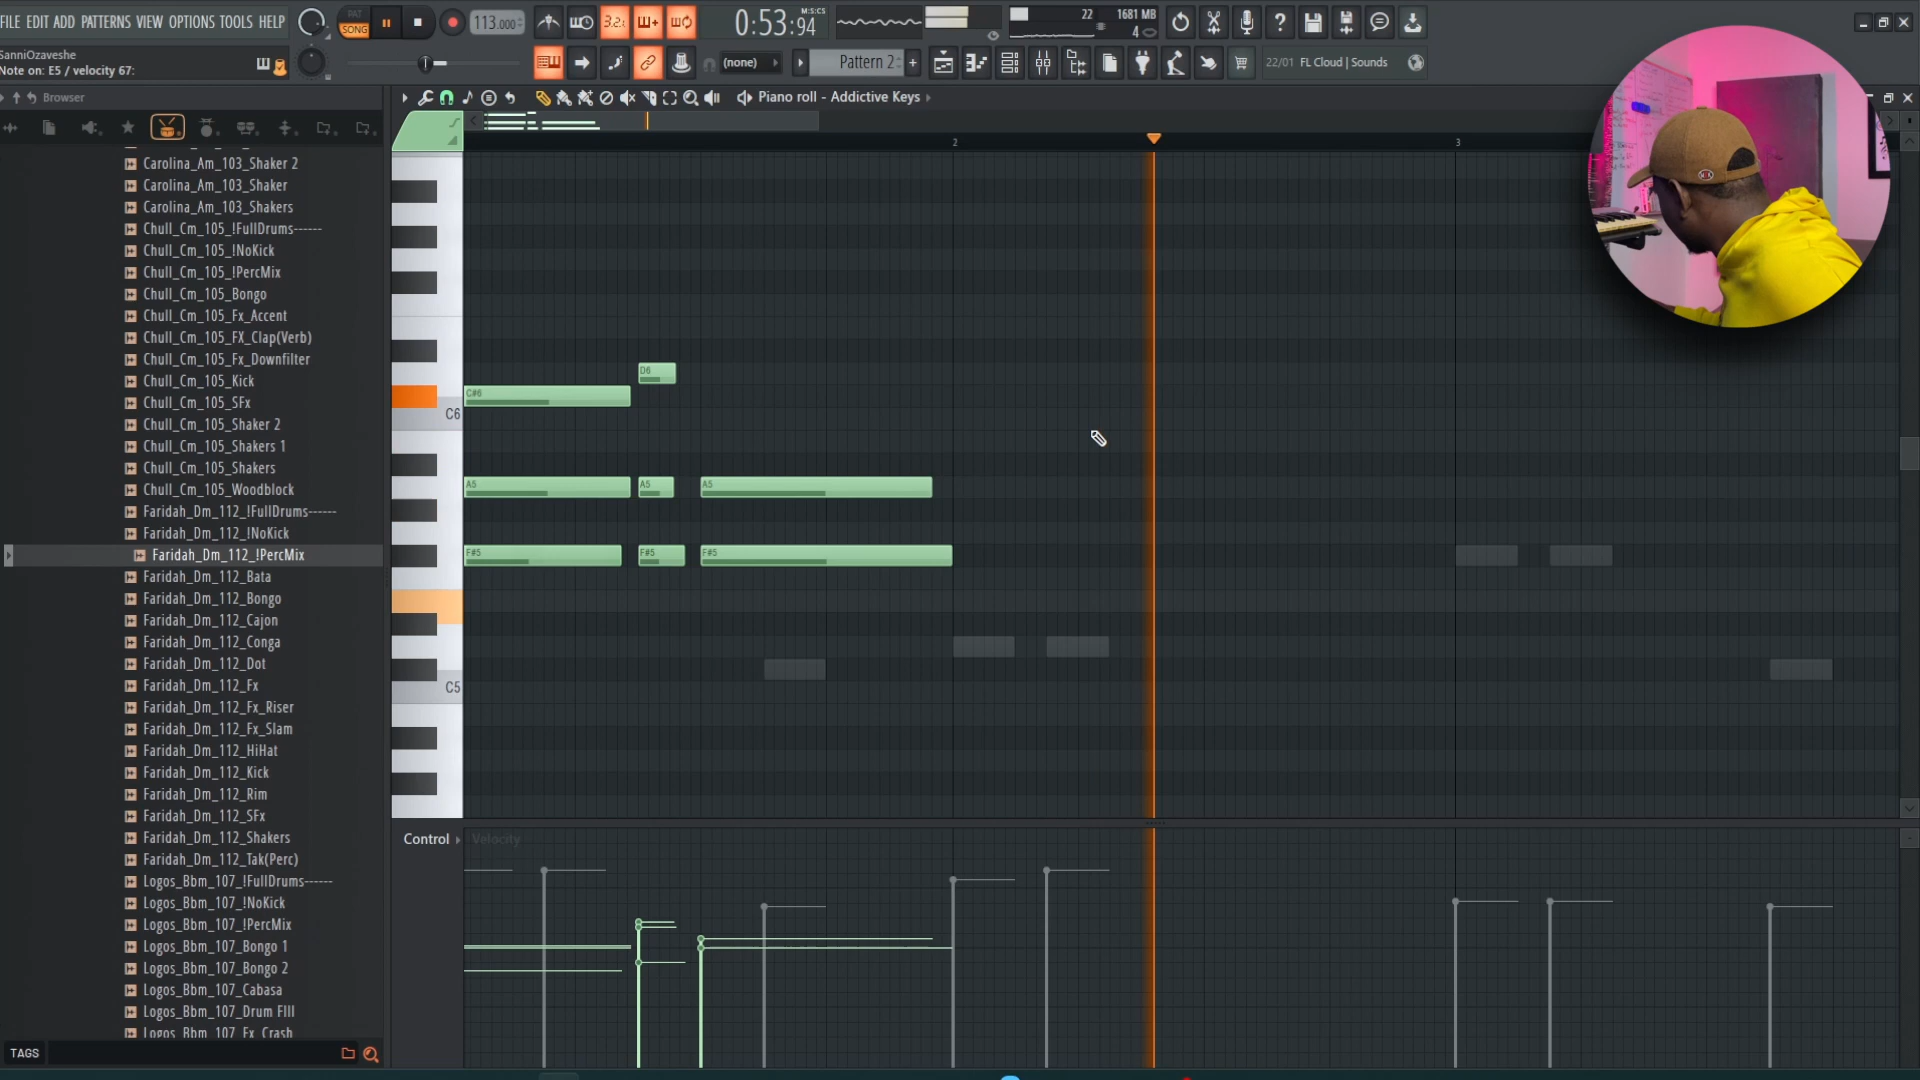 FILE EDIT ADD PATTERNS VIEW OPTIONS TOOLS HELP
PAT
SONG
113.000
3.2:
0:53:94
M:S:CS
22
1681 MB
4
SanniOzaveshe
Note on: E5 / velocity 67:
(none)
Pattern 2
22/01 FL Cloud | Sounds
Browser
Piano roll - Addictive Keys
2
3
Carolina_Am_103_Shaker 2
Carolina_Am_103_Shaker
Carolina_Am_103_Shakers
Chull_Cm_105_!FullDrums------
Chull_Cm_105_!NoKick
Chull_Cm_105_!PercMix
Chull_Cm_105_Bongo
Chull_Cm_105_Fx_Accent
Chull_Cm_105_FX_Clap(Verb)
Chull_Cm_105_Fx_Downfilter
Chull_Cm_105_Kick
Chull_Cm_105_SFx
Chull_Cm_105_Shaker 2
Chull_Cm_105_Shakers 1
Chull_Cm_105_Shakers
Chull_Cm_105_Woodblock
Faridah_Dm_112_!FullDrums------
Faridah_Dm_112_!NoKick
Faridah_Dm_112_!PercMix
Faridah_Dm_112_Bata
Faridah_Dm_112_Bongo
Faridah_Dm_112_Cajon
Faridah_Dm_112_Conga
Faridah_Dm_112_Dot
Faridah_Dm_112_Fx
Faridah_Dm_112_Fx_Riser
Faridah_Dm_112_Fx_Slam
Faridah_Dm_112_HiHat
Faridah_Dm_112_Kick
Faridah_Dm_112_Rim
Faridah_Dm_112_SFx
Faridah_Dm_112_Shakers
Faridah_Dm_112_Tak(Perc)
Logos_Bbm_107_!FullDrums------
Logos_Bbm_107_!NoKick
Logos_Bbm_107_!PercMix
Logos_Bbm_107_Bongo 1
Logos_Bbm_107_Bongo 2
Logos_Bbm_107_Cabasa
Logos_Bbm_107_Drum FIll
Logos_Bbm_107_Fx_Crash
TAGS
D6
C#6
C6
A5
A5
A5
F#5
F#5
F#5
C5
Control
Velocity